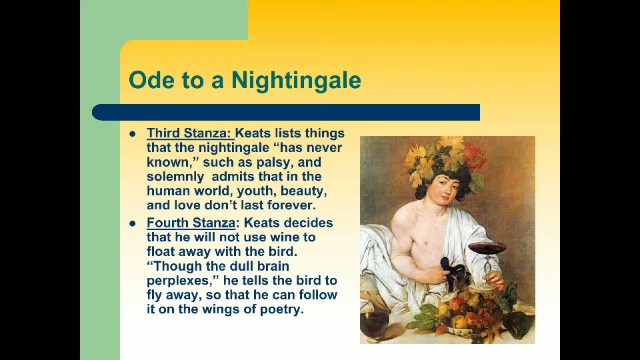 Ode to a Nightingale
Third Stanza: Keats lists things
that the nightingale “has never
known,” such as palsy, and
solemnly admits that in the
human world, youth, beauty,
and love don’t last forever.
Fourth Stanza: Keats decides
that he will not use wine to
float away with the bird.
“Though the dull brain
perplexes,” he tells the bird to
fly away, so that he can follow
it on the wings of poetry.